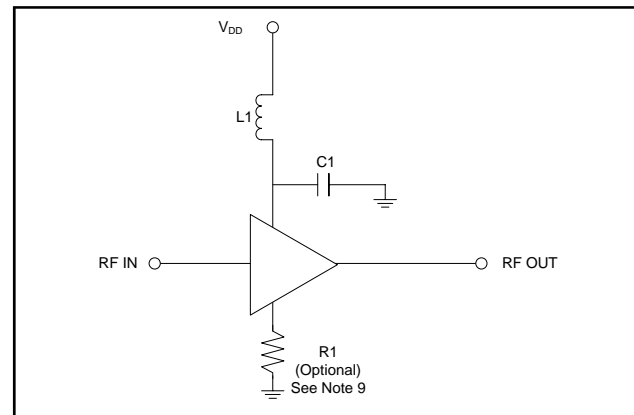 VDD
L1
C1
RF IN
RF OUT
R1
(Optional)
See Note 9